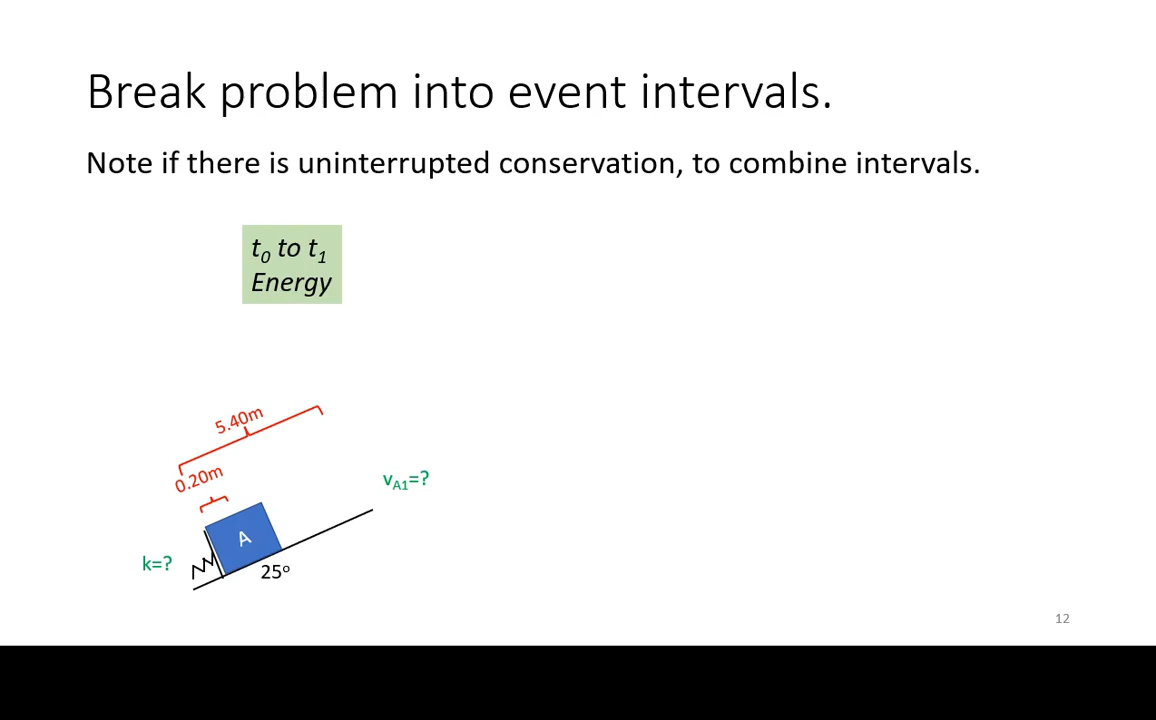 Break problem into event intervals.
Note if there is uninterrupted conservation, to combine intervals.
t₀ to t₁
Energy
5.40m
0.20m
v_A1=?
A
k=?
25°
12